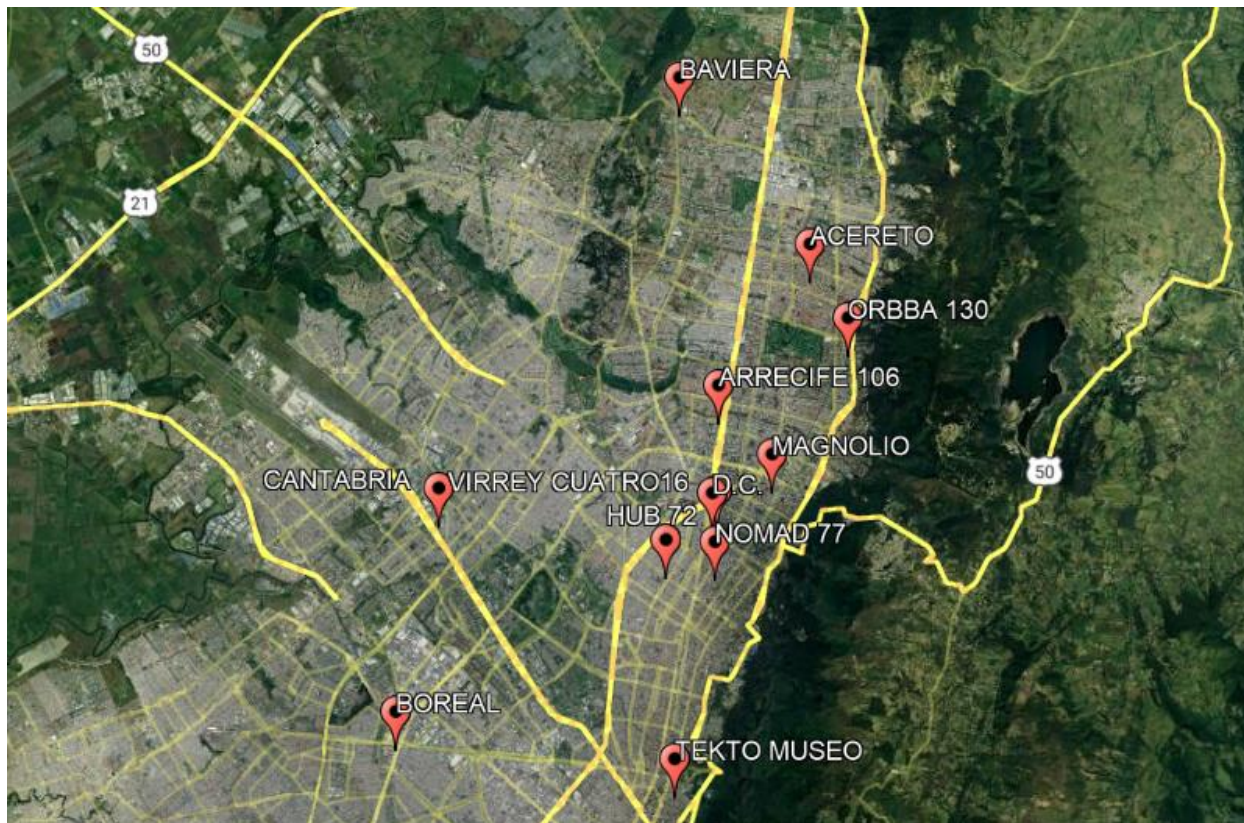 50
BAVIERA
21
ACERETO
ORBBA 130
ARRECIFE 106
MAGNOLIO
50
CANTABRIA
VIRREY CUATRO16
D.C.
HUB 72
NOMAD 77
BOREAL
TEKTO MUSEO